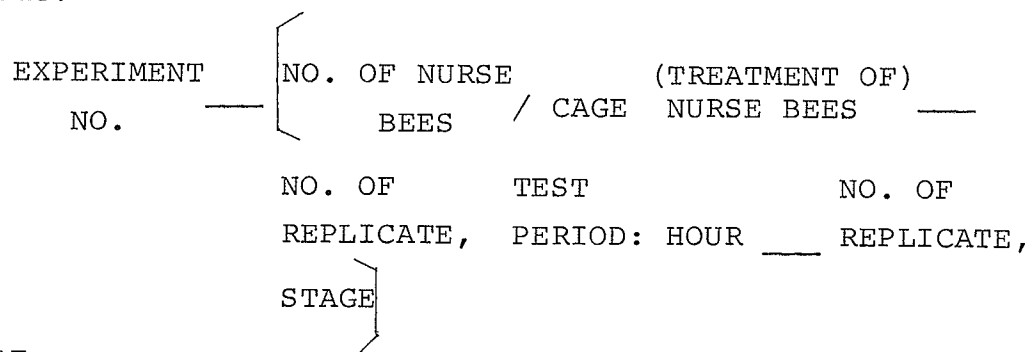 EXPERIMENT NO. — [NO. OF NURSE BEES / CAGE (TREATMENT OF) NURSE BEES —
NO. OF REPLICATE, TEST PERIOD: HOUR — NO. OF REPLICATE,
STAGE]